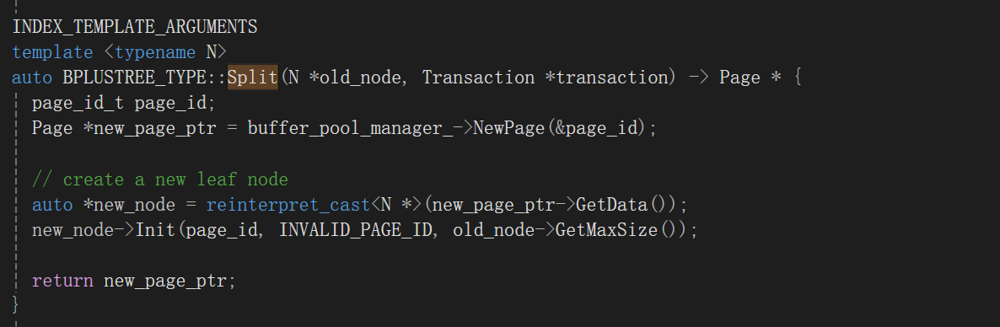 INDEX_TEMPLATE_ARGUMENTS
template <typename N>
auto BPLUSTREE_TYPE::Split(N *old_node, Transaction *transaction) -> Page * {
  page_id_t page_id;
  Page *new_page_ptr = buffer_pool_manager_->NewPage(&page_id);

  // create a new leaf node
  auto *new_node = reinterpret_cast<N *>(new_page_ptr->GetData());
  new_node->Init(page_id, INVALID_PAGE_ID, old_node->GetMaxSize());

  return new_page_ptr;
}